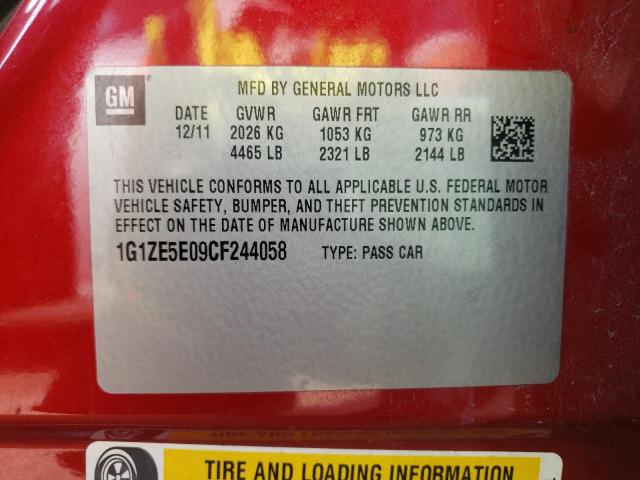 GM
®
MFD BY GENERAL MOTORS LLC
DATE GVWR GAWR FRT GAWR RR
12/11 2026 KG 1053 KG 973 KG
4465 LB 2321 LB 2144 LB
THIS VEHICLE CONFORMS TO ALL APPLICABLE U.S. FEDERAL MOTOR
VEHICLE SAFETY, BUMPER, AND THEFT PREVENTION STANDARDS IN
EFFECT ON THE DATE OF MANUFACTURE SHOWN ABOVE.
1G1ZE5E09CF244058 TYPE: PASS CAR
TIRE AND LOADING INFORMATION